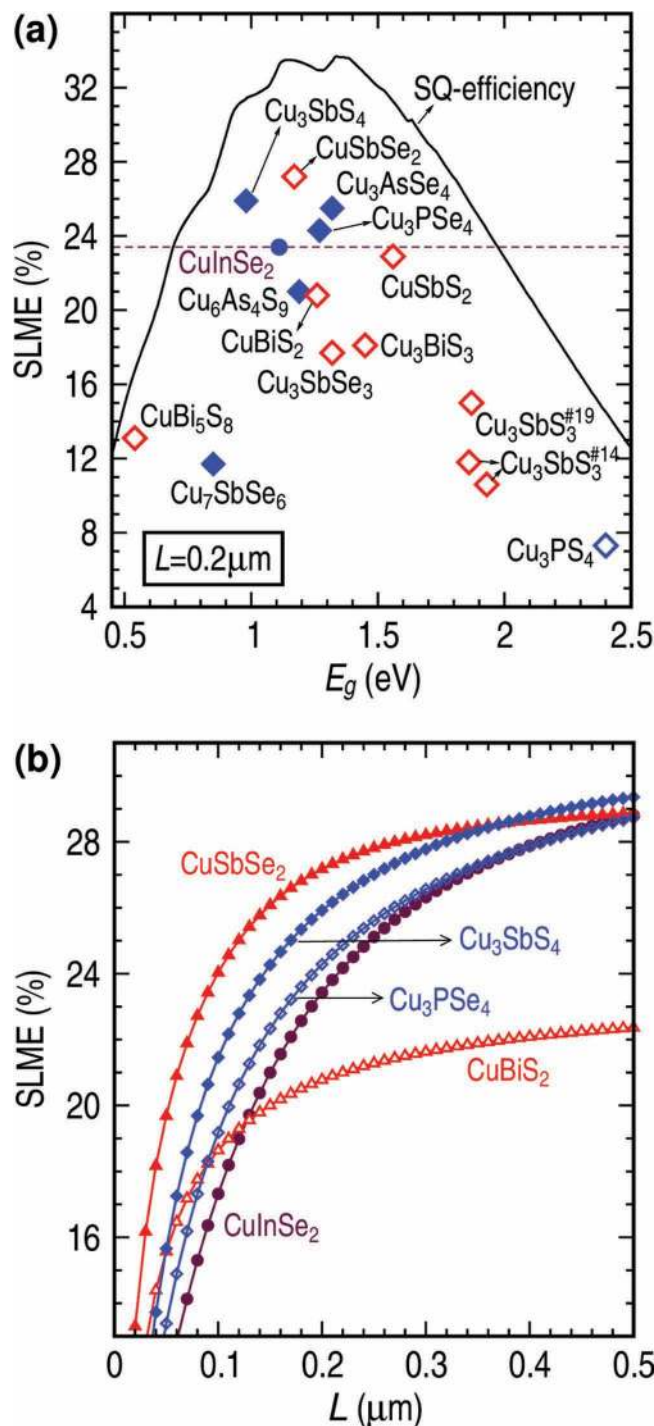 (a)
SLME (%)
32
28
24
20
16
12
8
4
SQ-efficiency
Cu₃SbS₄
CuSbSe₂
Cu₃AsSe₄
Cu₃PSe₄
CuInSe₂
CuSbS₂
Cu₆As₄S₉
CuBiS₂
Cu₃BiS₃
Cu₃SbSe₃
CuBi₅S₈
Cu₃SbS₃#19
Cu₃SbS₃#14
Cu₇SbSe₆
Cu₃PS₄
L=0.2μm
0.5 1 1.5 2 2.5
Eg (eV)
(b)
SLME (%)
28
24
20
16
CuSbSe₂
Cu₃SbS₄
Cu₃PSe₄
CuBiS₂
CuInSe₂
0 0.1 0.2 0.3 0.4 0.5
L (μm)